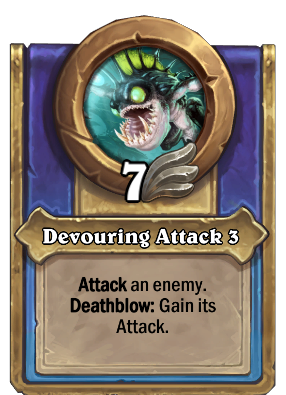 7
Devouring Attack 3
Attack an enemy.
Deathblow: Gain its
Attack.